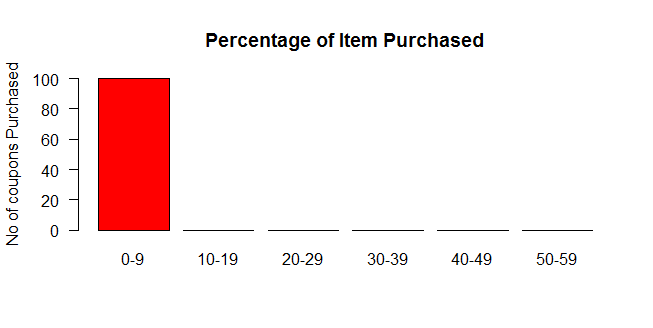 Percentage of Item Purchased
No of coupons Purchased
100
80
60
40
20
0
0-9 10-19 20-29 30-39 40-49 50-59